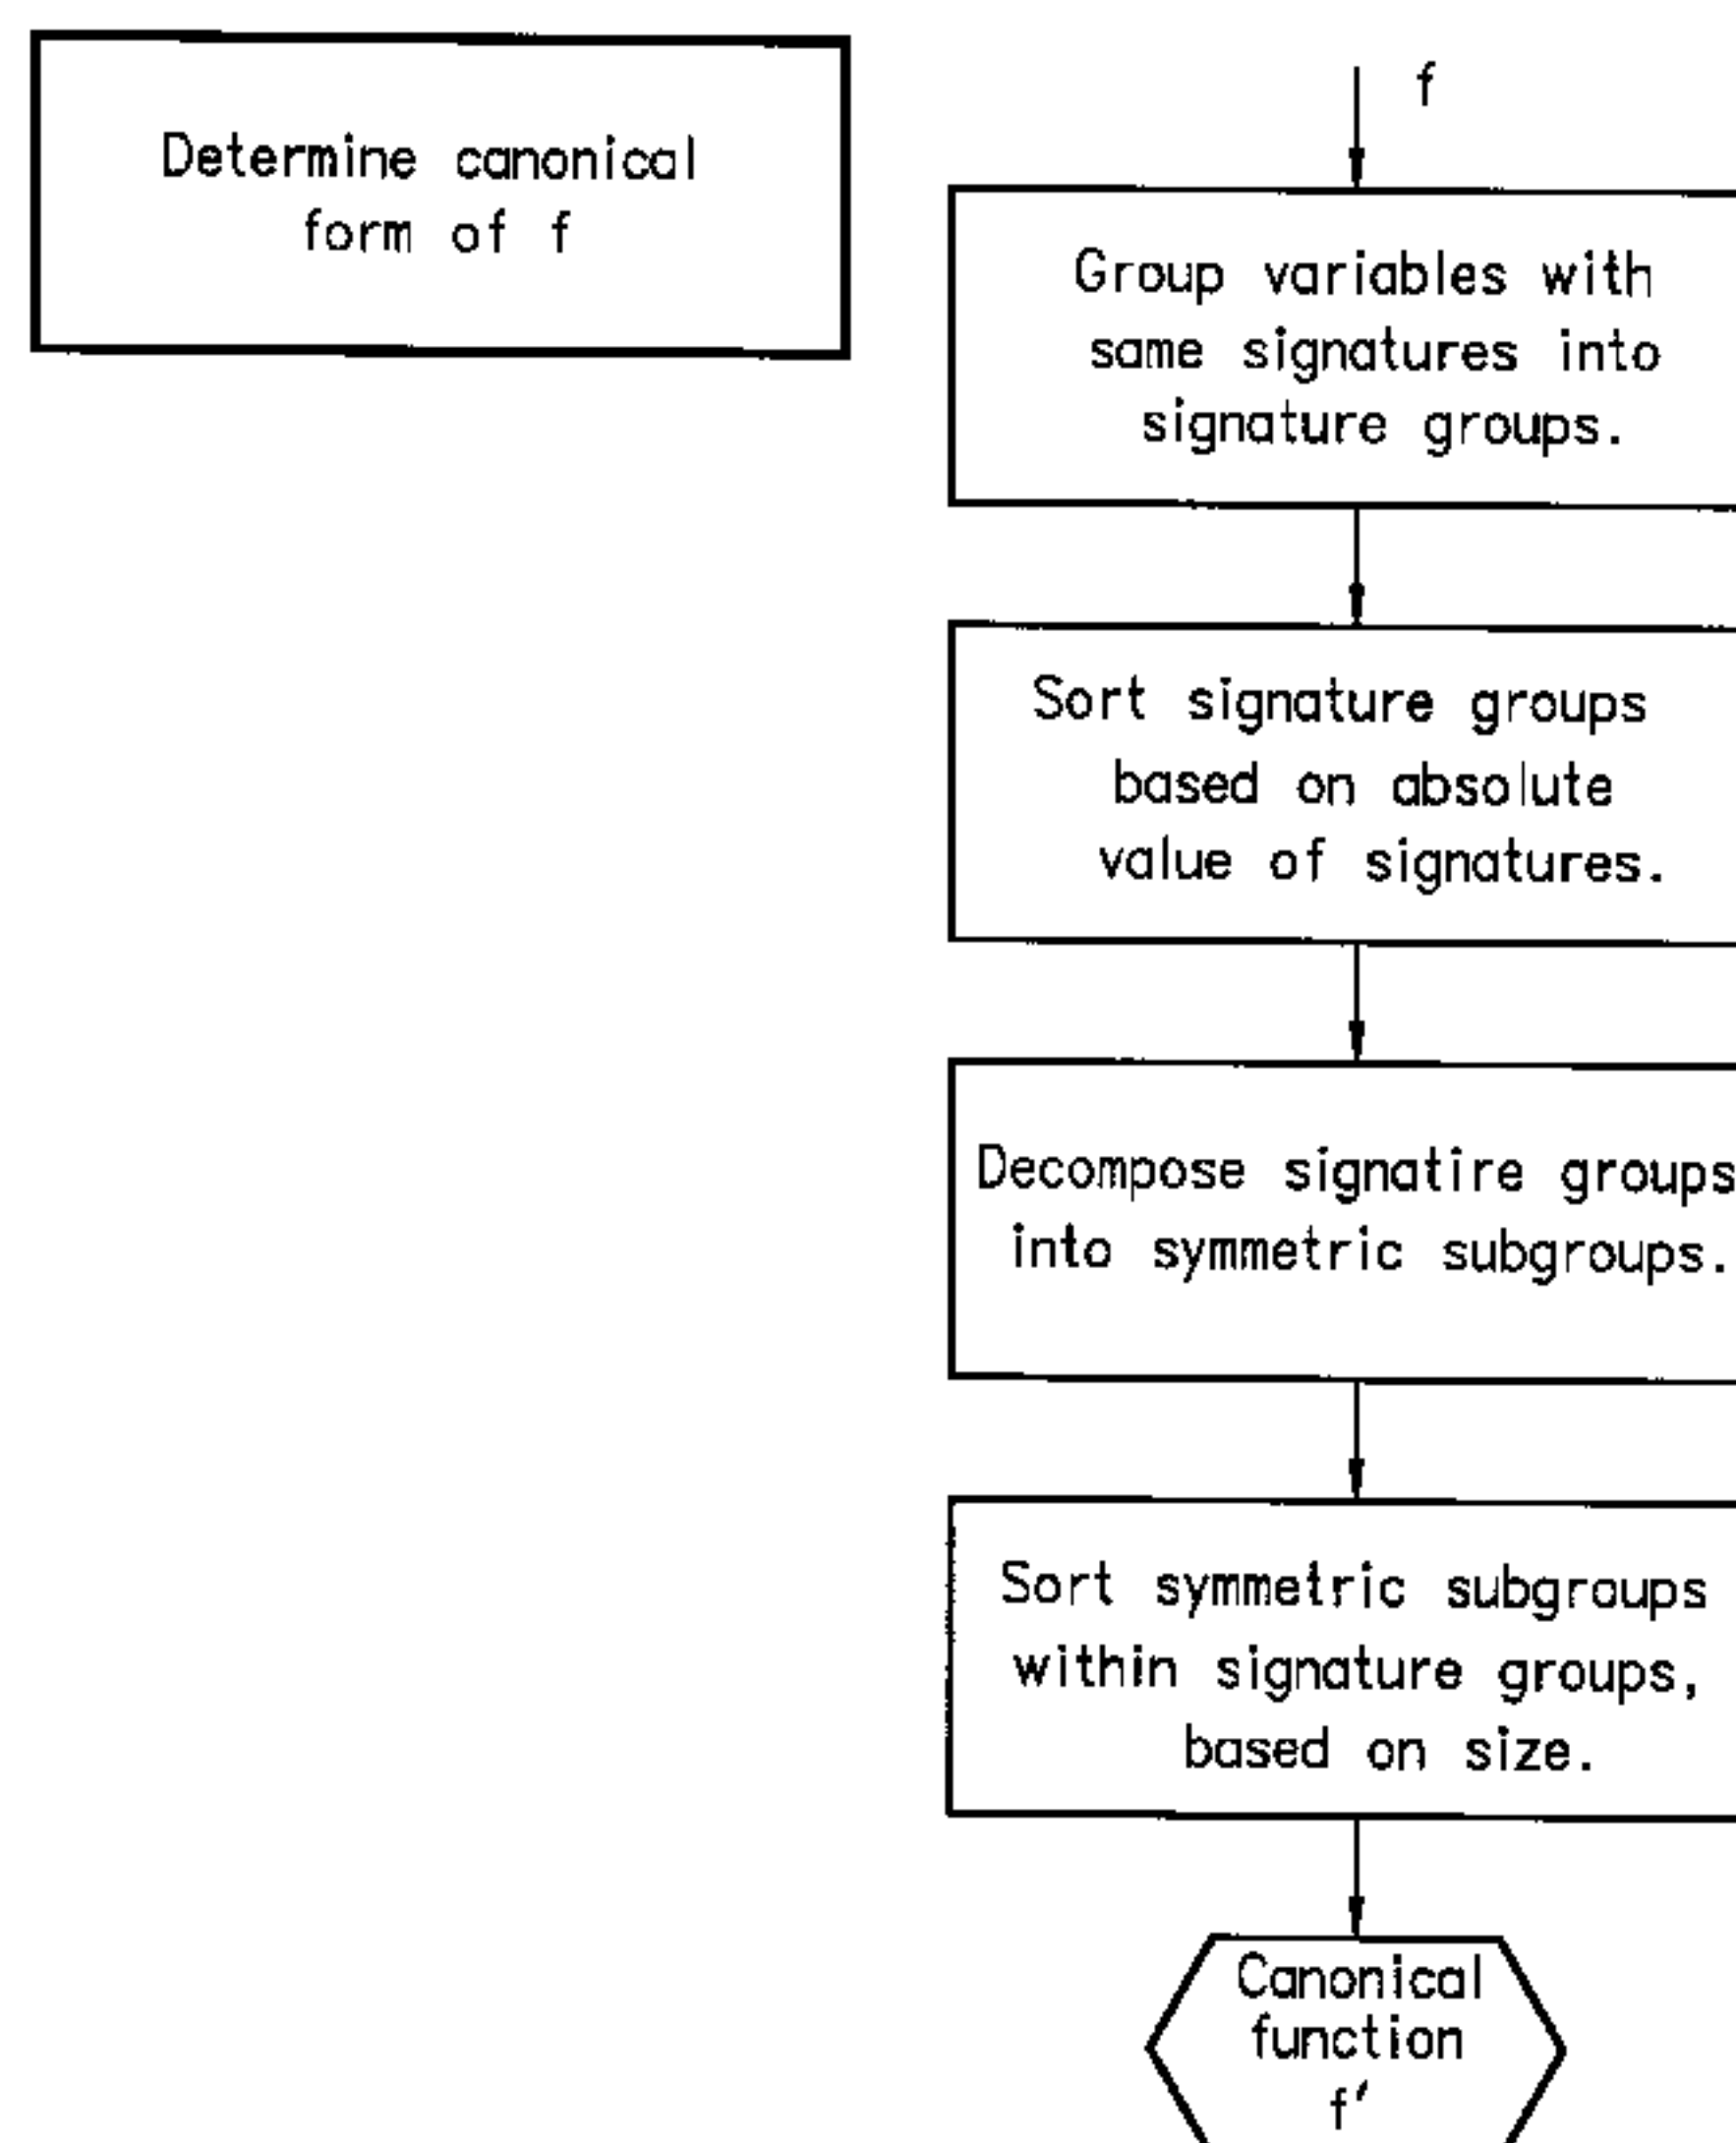 Determine canonical
form of f
f
Group variables with
same signatures into
signature groups.
Sort signature groups
based on absolute
value of signatures.
Decompose signatire groups
into symmetric subgroups.
Sort symmetric subgroups
within signature groups,
based on size.
Canonical
function
f′